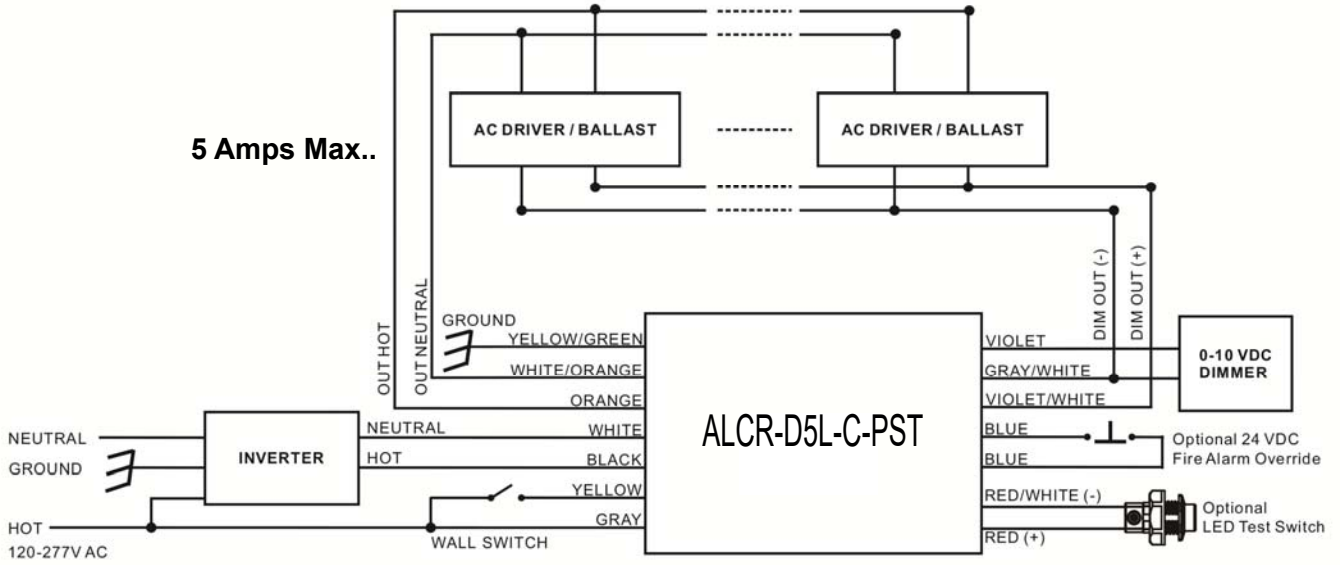 AC DRIVER / BALLAST
AC DRIVER / BALLAST
5 Amps Max..
OUT HOT
OUT NEUTRAL
DIM OUT (-)
DIM OUT (+)
GROUND
YELLOW/GREEN
WHITE/ORANGE
ORANGE
NEUTRAL
WHITE
HOT
BLACK
YELLOW
GRAY
WALL SWITCH
NEUTRAL
GROUND
HOT
120-277V AC
INVERTER
ALCR-D5L-C-PST
VIOLET
GRAY/WHITE
VIOLET/WHITE
BLUE
BLUE
RED/WHITE (-)
RED (+)
0-10 VDC
DIMMER
Optional 24 VDC
Fire Alarm Override
Optional
LED Test Switch